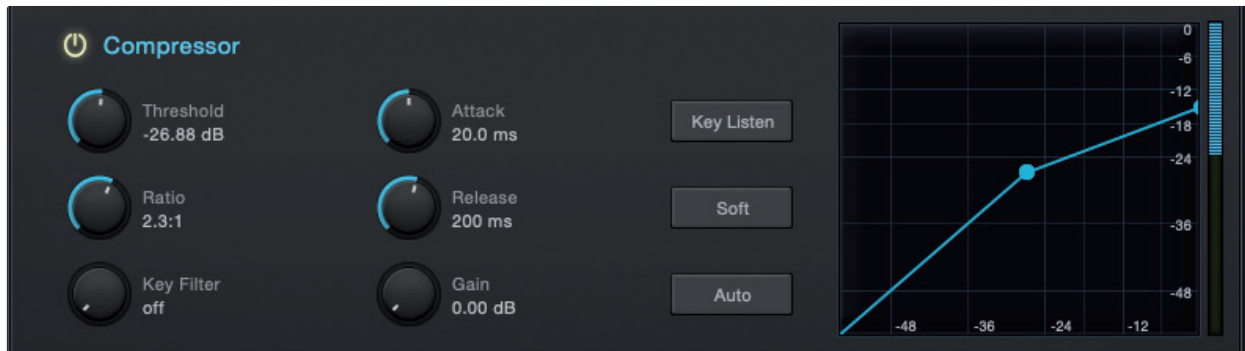 Compressor
Threshold
-26.88 dB
Attack
20.0 ms
Key Listen
Ratio
2.3:1
Release
200 ms
Soft
Key Filter
off
Gain
0.00 dB
Auto
0
-6
-12
-18
-24
-36
-48
-48 -36 -24 -12